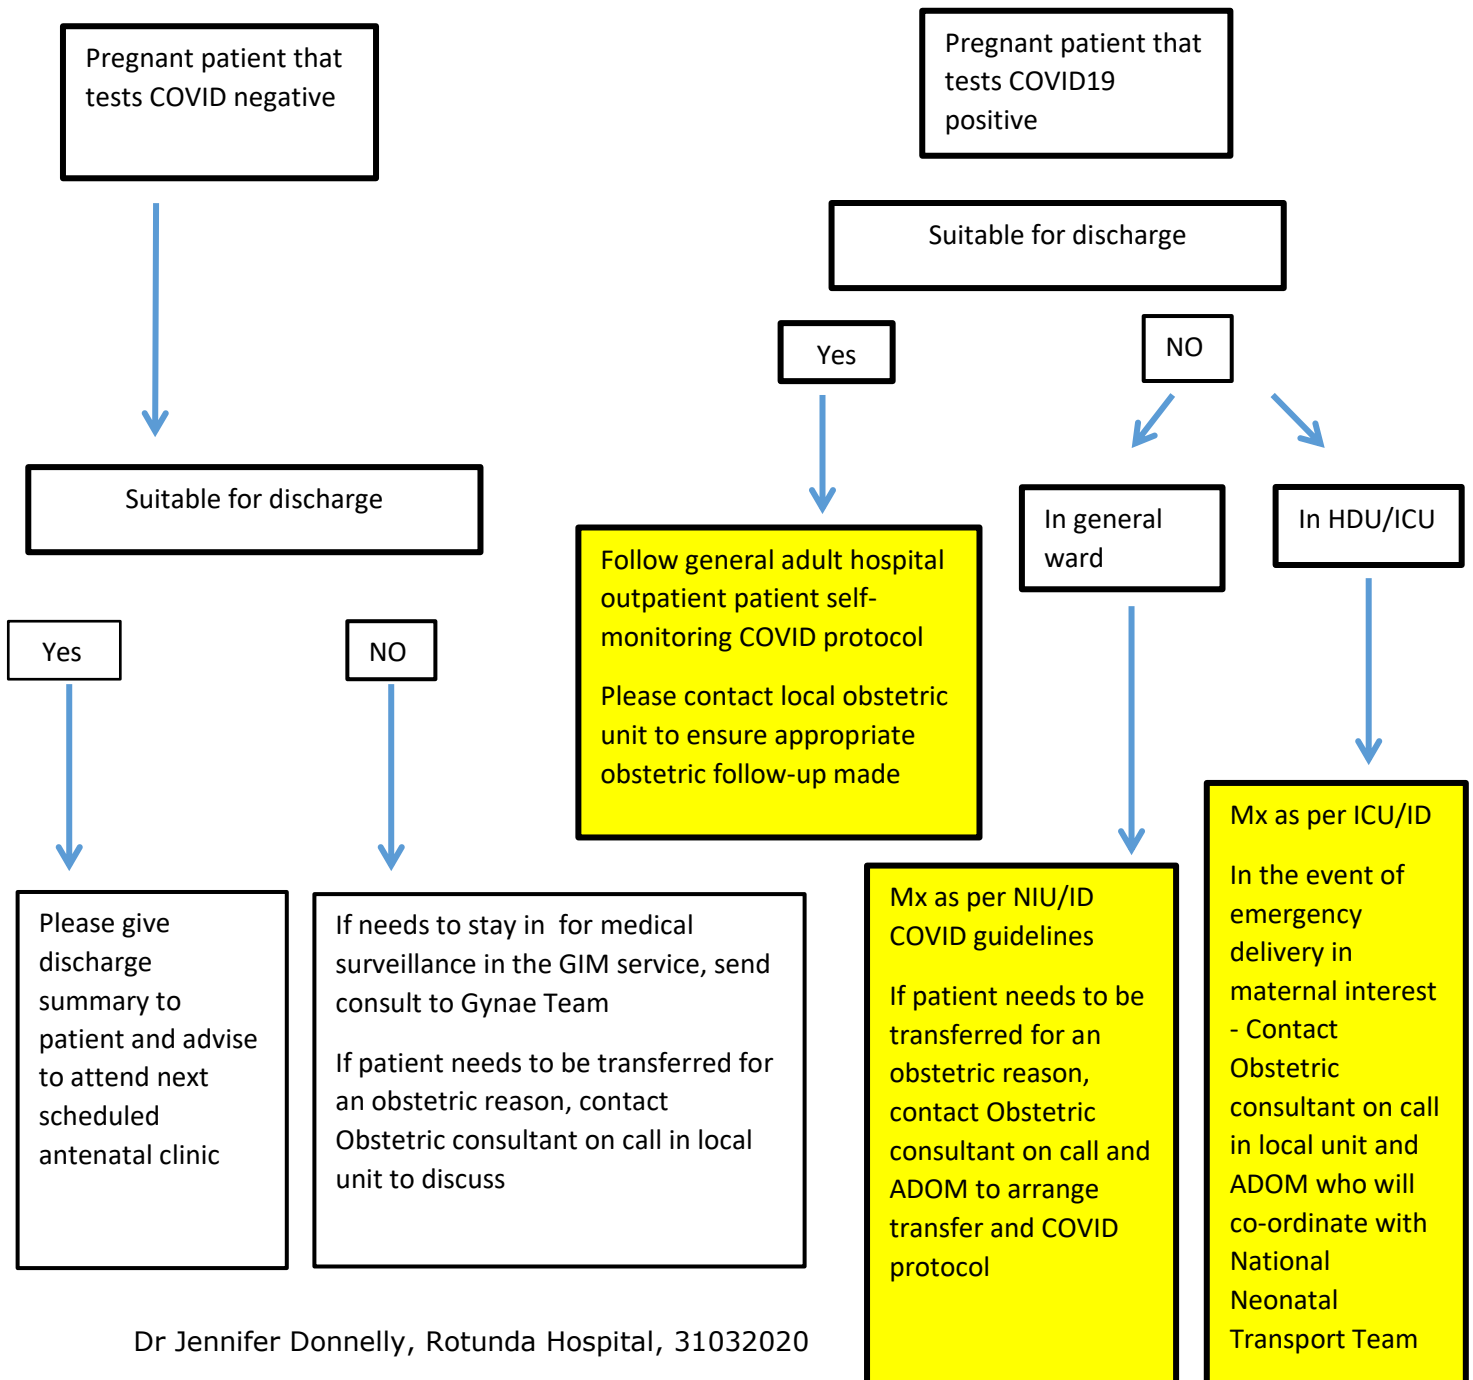 Pregnant patient that
tests COVID negative
Suitable for discharge
Yes
NO
Please give
discharge
summary to
patient and advise
to attend next
scheduled
antenatal clinic
If needs to stay in  for medical
surveillance in the GIM service, send
consult to Gynae Team
If patient needs to be transferred for
an obstetric reason, contact
Obstetric consultant on call in local
unit to discuss
Pregnant patient that
tests COVID19
positive
Suitable for discharge
Yes
NO
Follow general adult hospital
outpatient patient self-
monitoring COVID protocol
Please contact local obstetric
unit to ensure appropriate
obstetric follow-up made
In general
ward
In HDU/ICU
Mx as per NIU/ID
COVID guidelines
If patient needs to be
transferred for an
obstetric reason,
contact Obstetric
consultant on call and
ADOM to arrange
transfer and COVID
protocol
Mx as per ICU/ID
In the event of
emergency
delivery in
maternal interest
- Contact
Obstetric
consultant on call
in local unit and
ADOM who will
co-ordinate with
National
Neonatal
Transport Team
Dr Jennifer Donnelly, Rotunda Hospital, 31032020